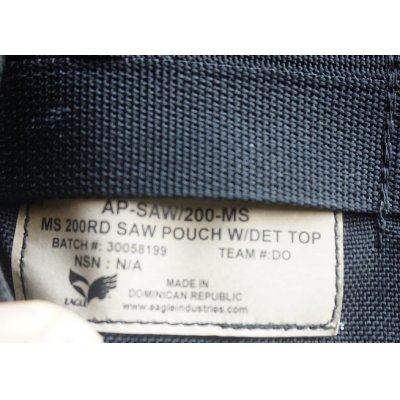 AP-SAW/200-MS
MS 200RD SAW POUCH W/DET TOP
BATCH #: 30058199 TEAM #:DO
NSN : N/A
MADE IN
DOMINICAN REPUBLIC
www.eagleindustries.com